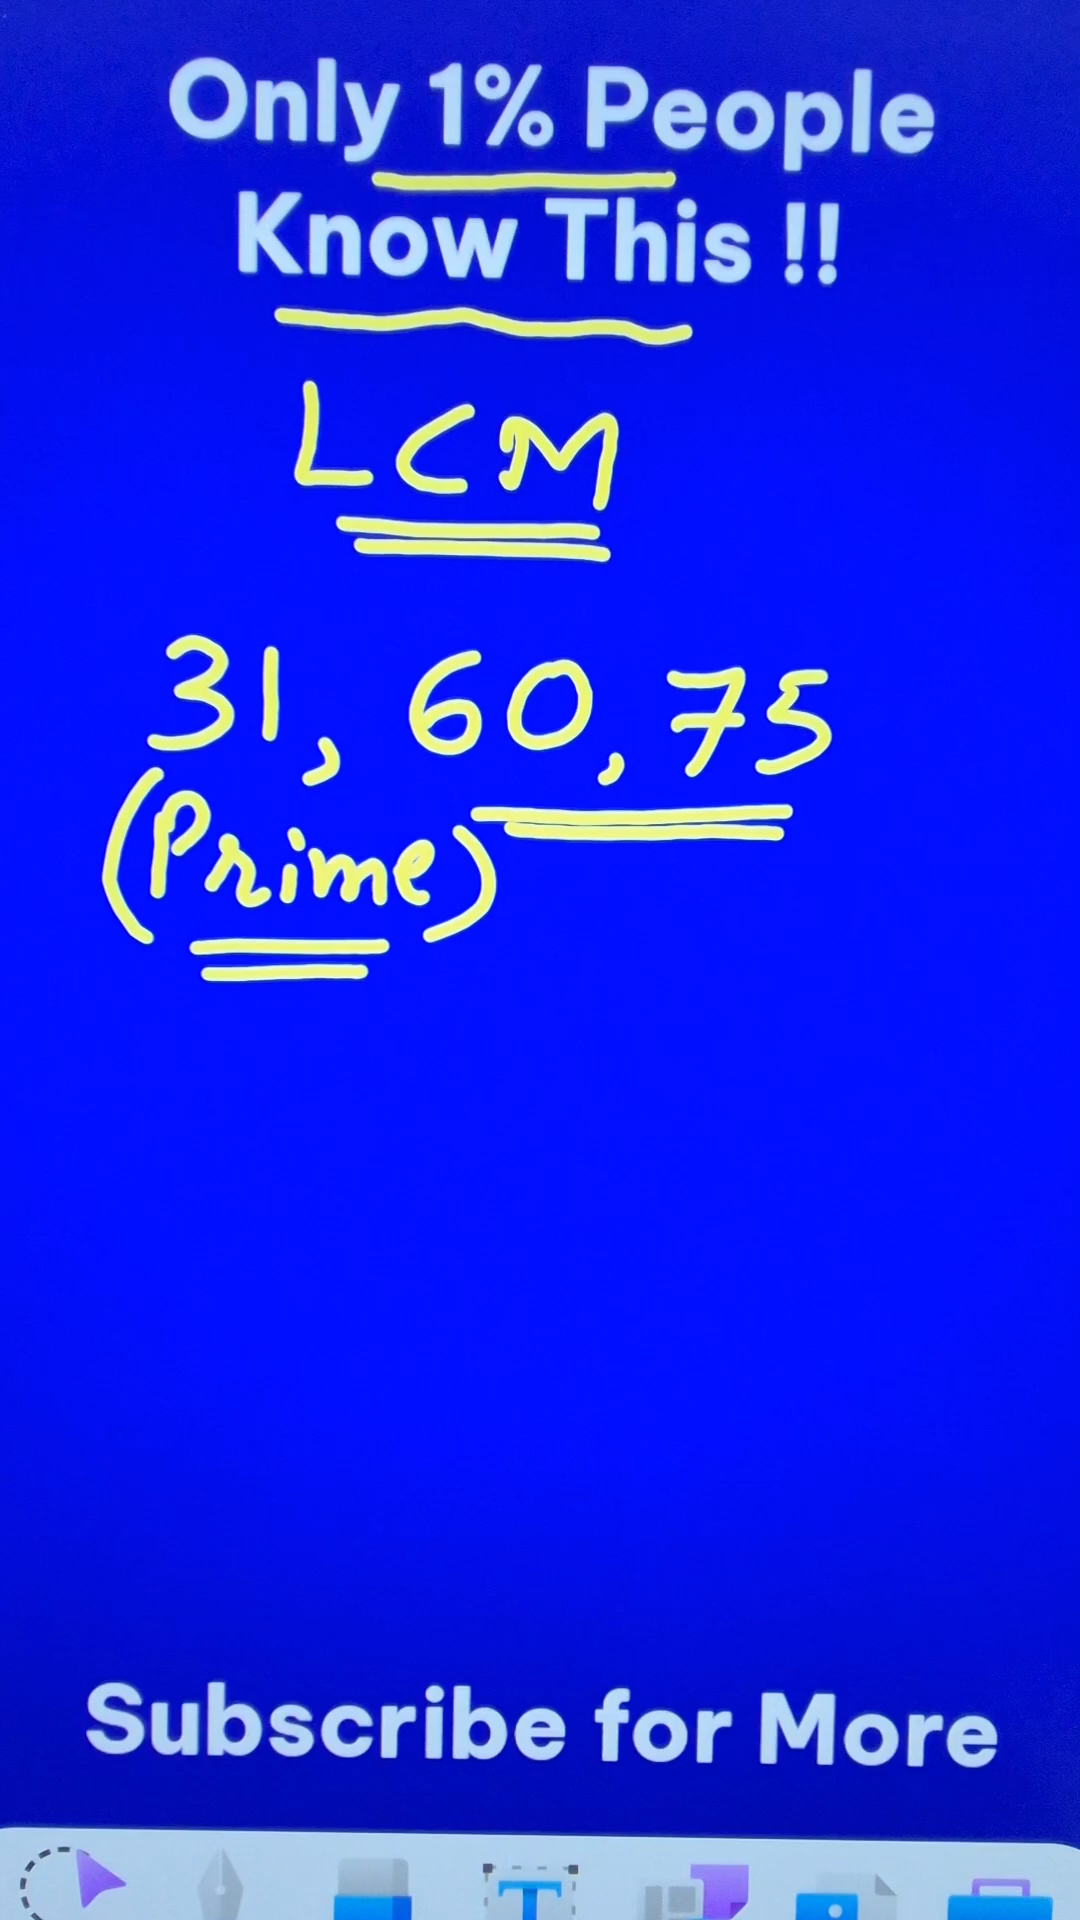 Only 1% People
Know This !!
LCM
31, 60, 75
(Prime)
Subscribe for More